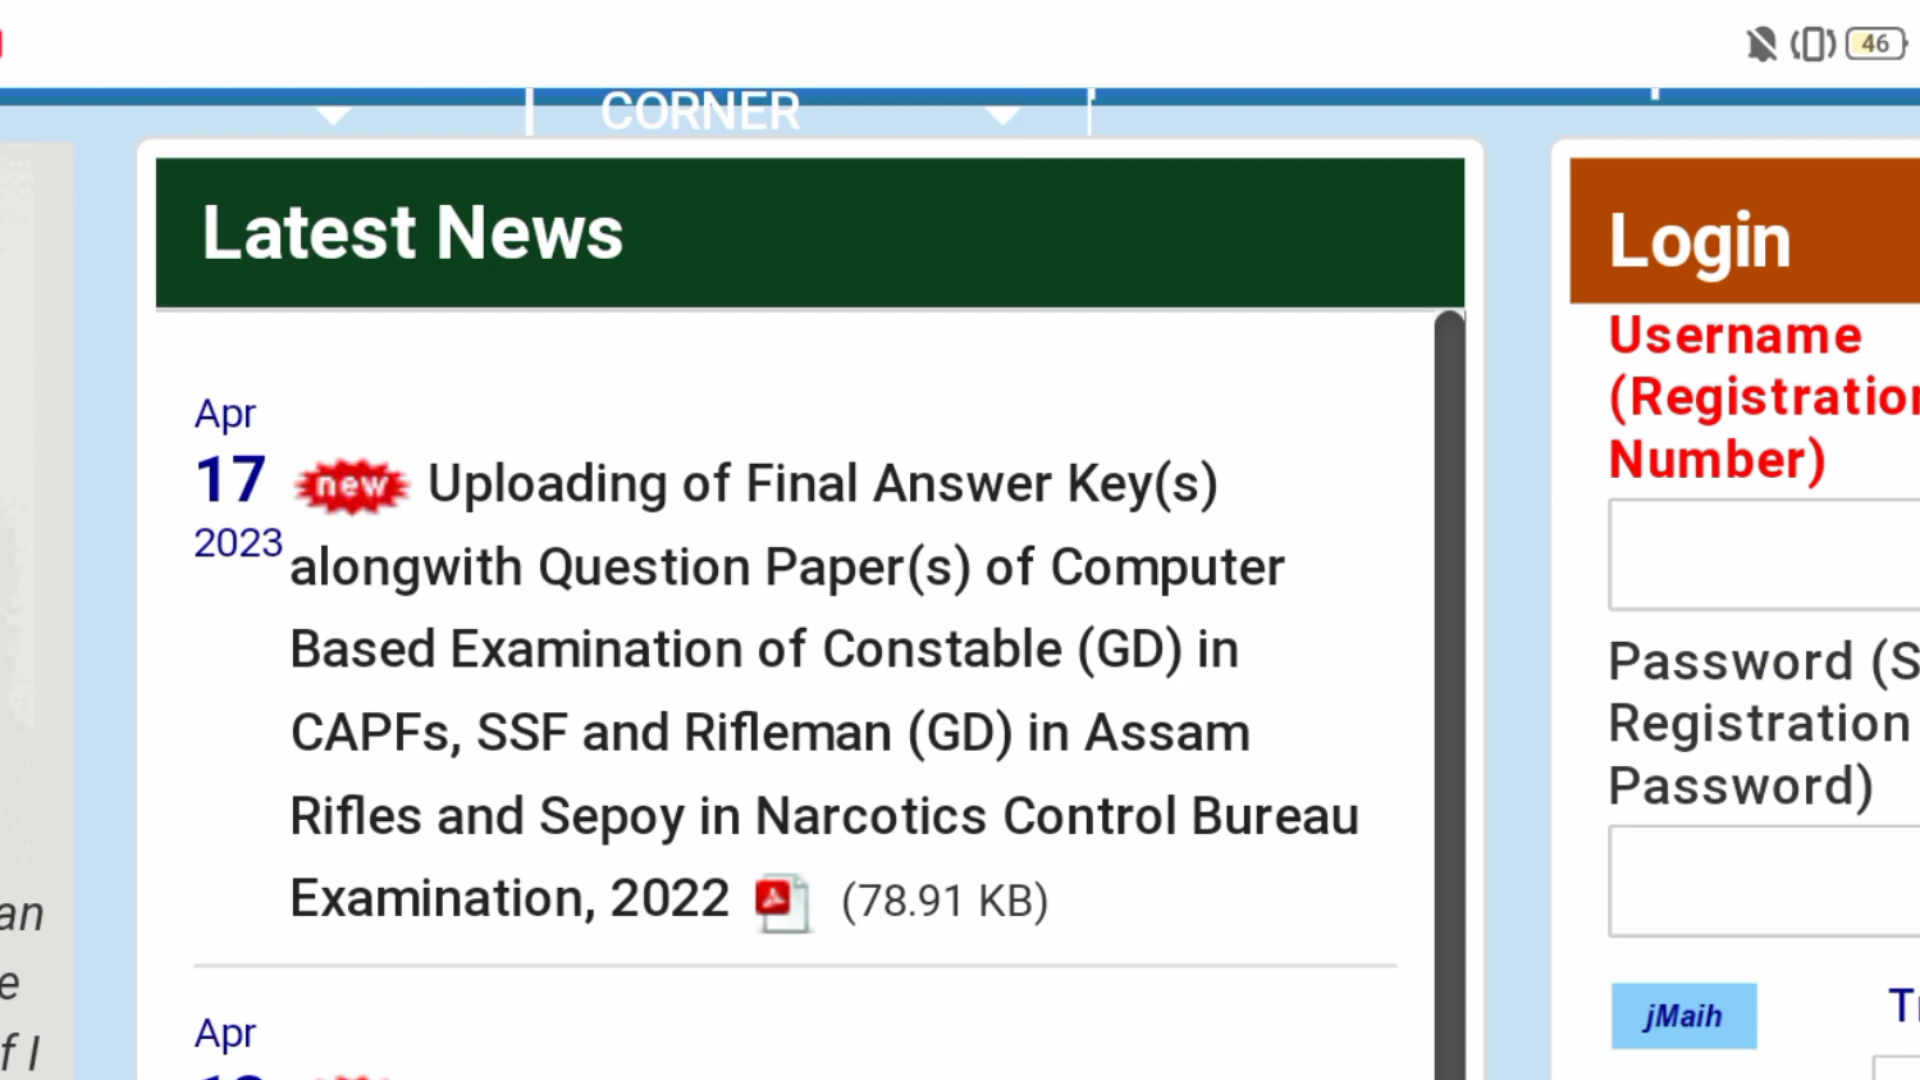 46
CORNER
Latest News
Apr
17
2023
new Uploading of Final Answer Key(s)
alongwith Question Paper(s) of Computer
Based Examination of Constable (GD) in
CAPFs, SSF and Rifleman (GD) in Assam
Rifles and Sepoy in Narcotics Control Bureau
Examination, 2022 (78.91 KB)
Apr
Login
Username
(Registration
Number)
Password (S
Registration
Password)
jMaih
an
e
f I